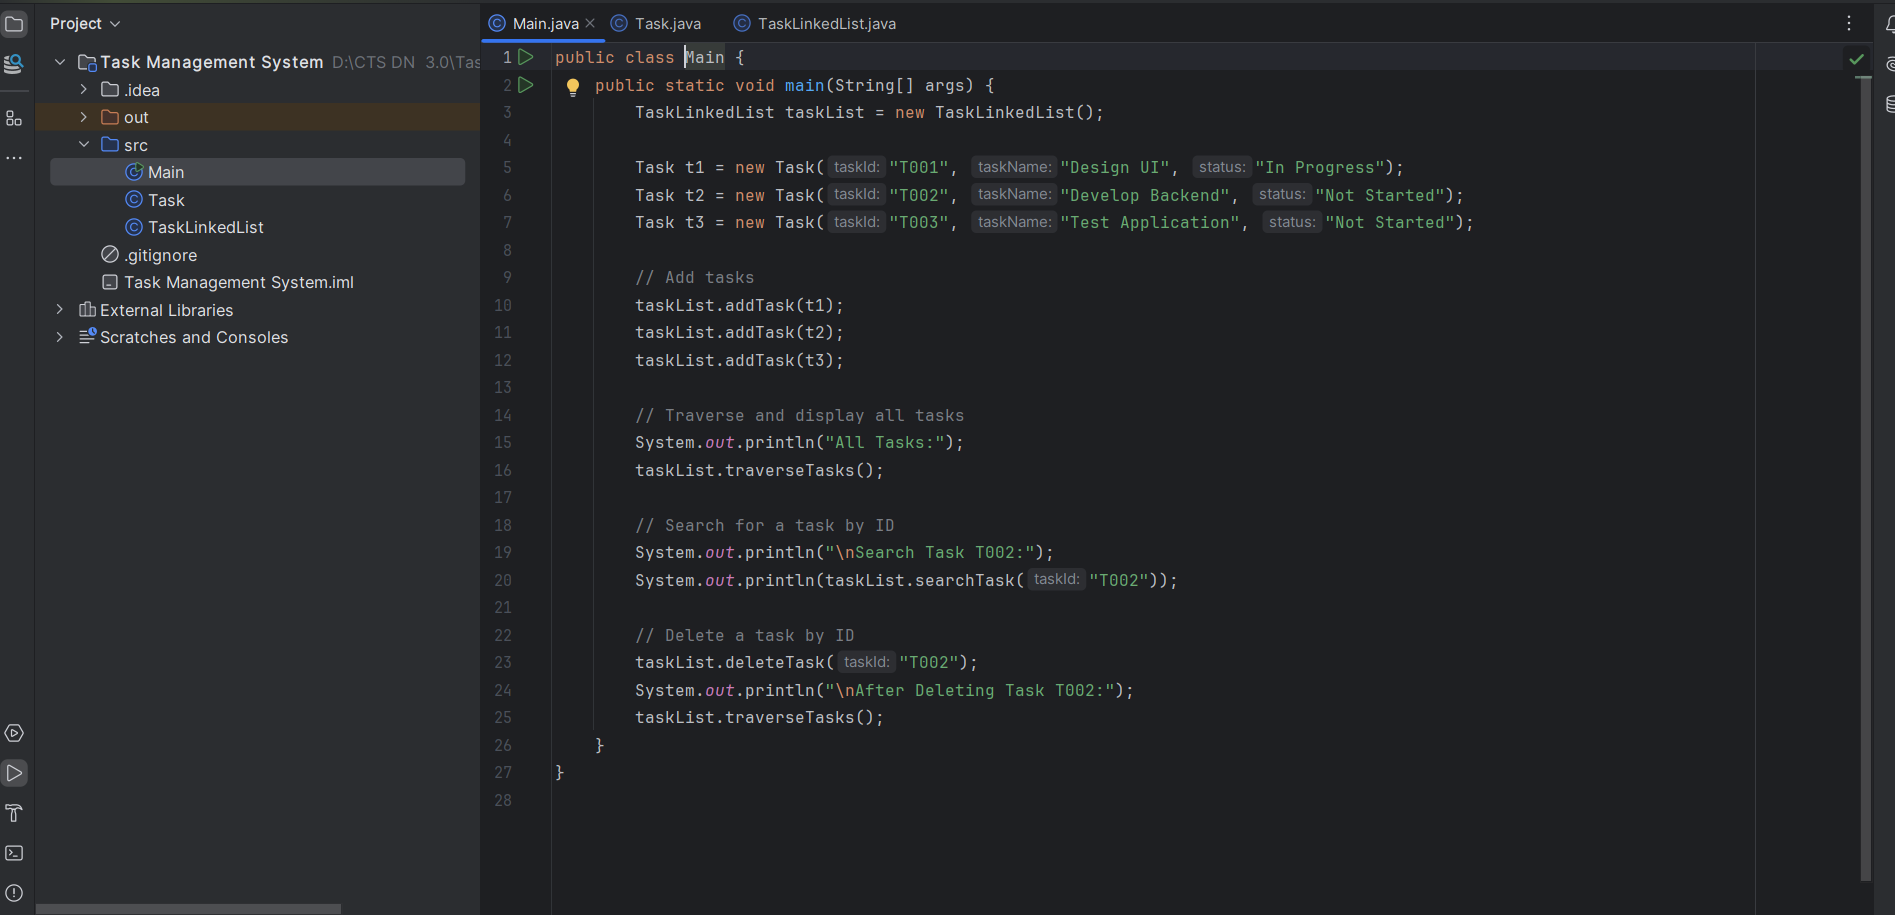 Project
Task Management System D:\CTS DN 3.0\Tas
.idea
out
src
Main
Task
TaskLinkedList
.gitignore
Task Management System.iml
External Libraries
Scratches and Consoles
Main.java Task.java TaskLinkedList.java
1 public class Main {
2 public static void main(String[] args) {
3 TaskLinkedList taskList = new TaskLinkedList();
4
5 Task t1 = new Task( taskId: "T001", taskName: "Design UI", status: "In Progress");
6 Task t2 = new Task( taskId: "T002", taskName: "Develop Backend", status: "Not Started");
7 Task t3 = new Task( taskId: "T003", taskName: "Test Application", status: "Not Started");
8
9 // Add tasks
10 taskList.addTask(t1);
11 taskList.addTask(t2);
12 taskList.addTask(t3);
13
14 // Traverse and display all tasks
15 System.out.println("All Tasks:");
16 taskList.traverseTasks();
17
18 // Search for a task by ID
19 System.out.println("\nSearch Task T002:");
20 System.out.println(taskList.searchTask( taskId: "T002"));
21
22 // Delete a task by ID
23 taskList.deleteTask( taskId: "T002");
24 System.out.println("\nAfter Deleting Task T002:");
25 taskList.traverseTasks();
26 }
27 }
28